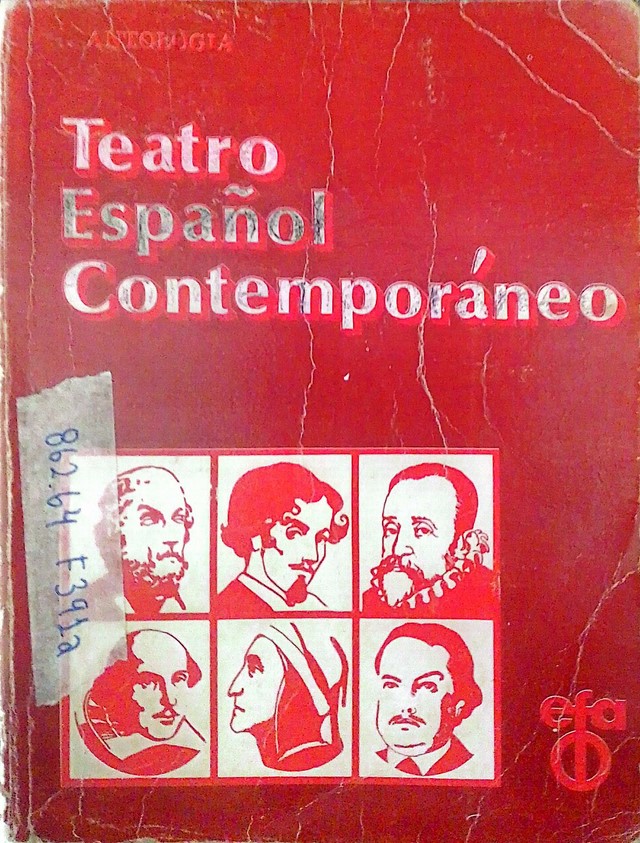 ANTOLOGIA
Teatro
Español
Contemporáneo
862.64 F391a
efa